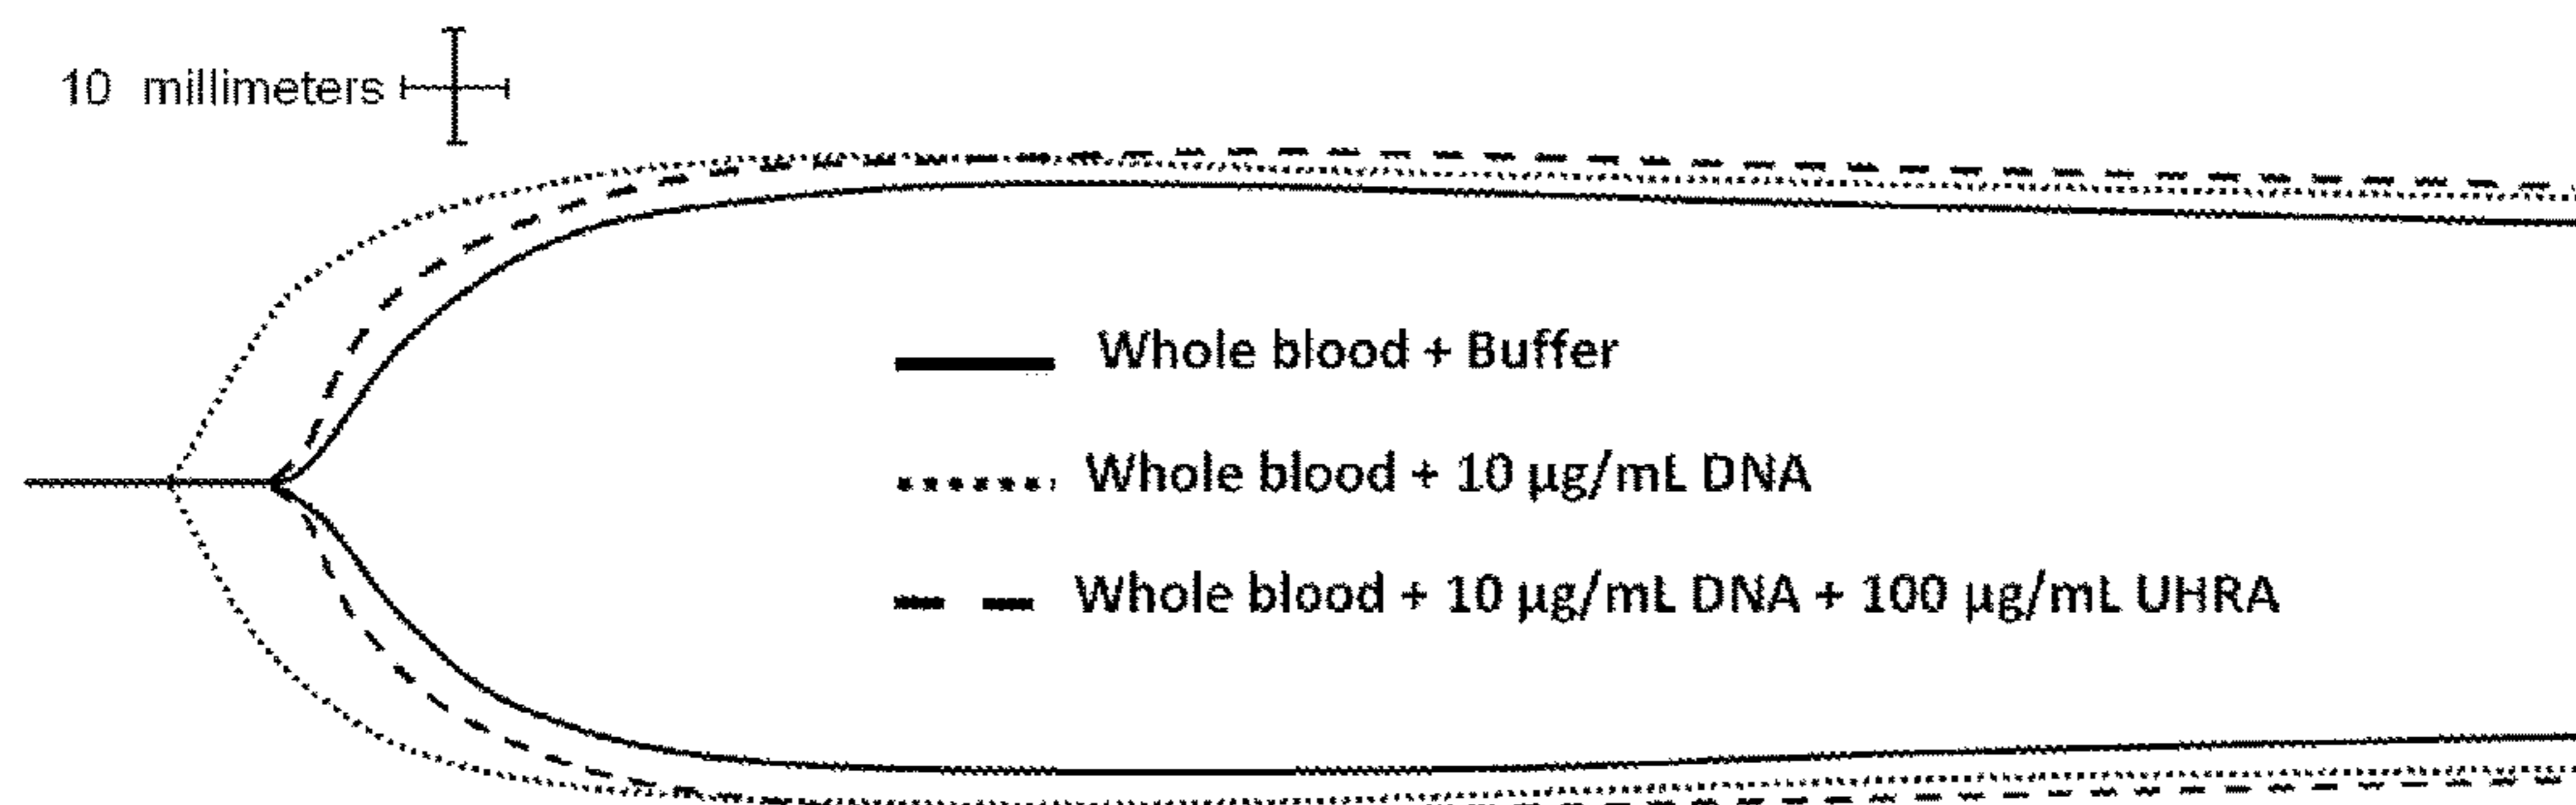 10 millimeters
Whole blood + Buffer
Whole blood + 10 µg/mL DNA
Whole blood + 10 µg/mL DNA + 100 µg/mL UHRA